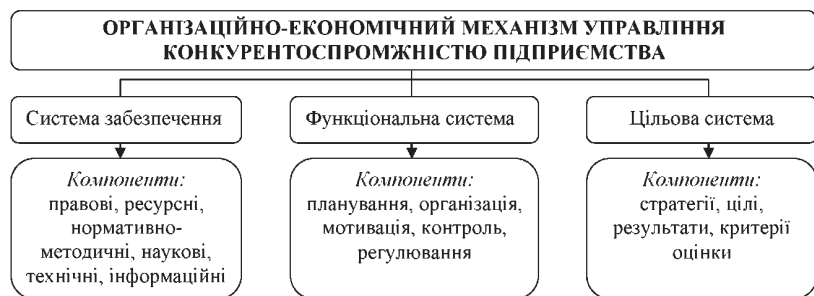 ОРГАНІЗАЦІЙНО-ЕКОНОМІЧНИЙ МЕХАНІЗМ УПРАВЛІННЯ
КОНКУРЕНТОСПРОМЖНІСТЮ ПІДПРИЄМСТВА
Система забезпечення
Функціональна система
Цільова система
Компоненти:
правові, ресурсні,
нормативно-
методичні, наукові,
технічні, інформаційні
Компоненти:
планування, організація,
мотивація, контроль,
регулювання
Компоненти:
стратегії, цілі,
результати, критерії
оцінки